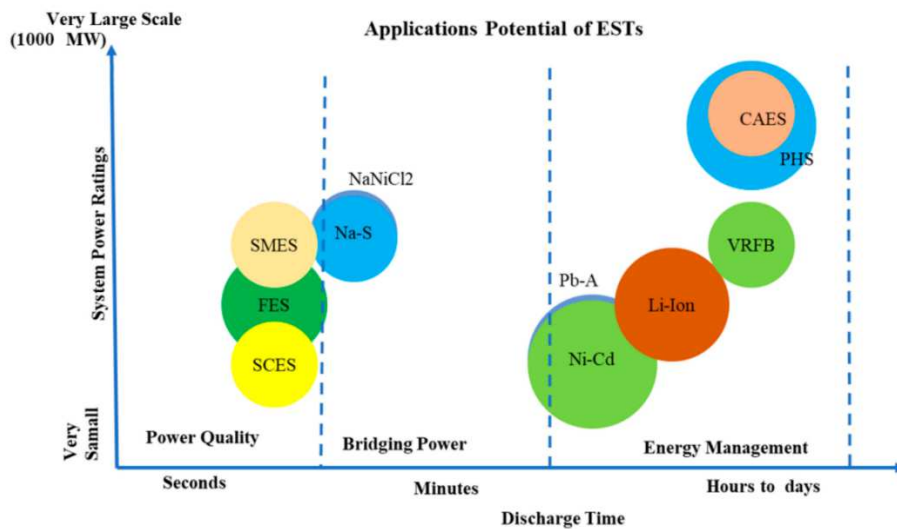 Very Large Scale
(1000 MW)
Applications Potential of ESTs
System Power Ratings
Very
Samall
CAES
PHS
NaNiCl2
SMES
Na-S
VRFB
Pb-A
FES
Li-Ion
SCES
Ni-Cd
Power Quality
Bridging Power
Energy Management
Seconds
Minutes
Hours to days
Discharge Time